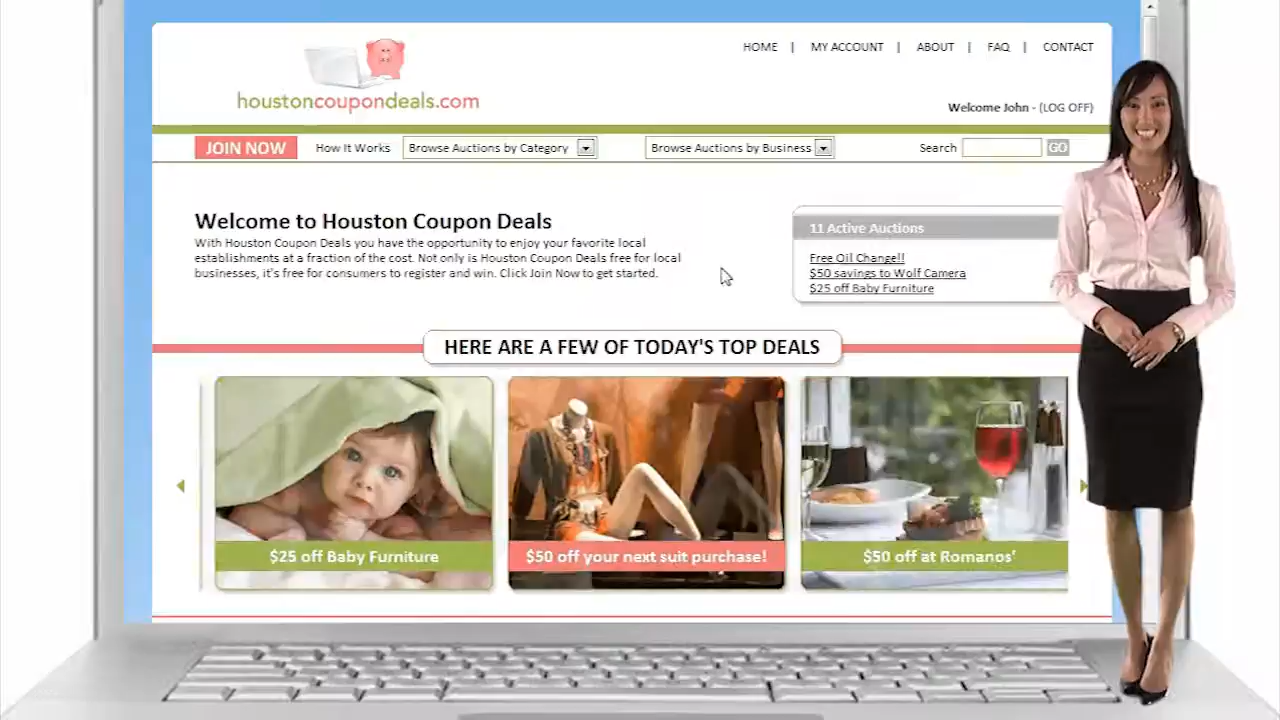 HOME | MY ACCOUNT | ABOUT | FAQ | CONTACT
houstoncoupondeals.com
Welcome John - (LOG OFF)
JOIN NOW How It Works Browse Auctions by Category Browse Auctions by Business Search GO
Welcome to Houston Coupon Deals
With Houston Coupon Deals you have the opportunity to enjoy your favorite local
establishments at a fraction of the cost. Not only is Houston Coupon Deals free for local
businesses, it's free for consumers to register and win. Click Join Now to get started.
11 Active Auctions
Free Oil Change!!
$50 savings to Wolf Camera
$25 off Baby Furniture
HERE ARE A FEW OF TODAY'S TOP DEALS
$25 off Baby Furniture
$50 off your next suit purchase!
$50 off at Romanos'